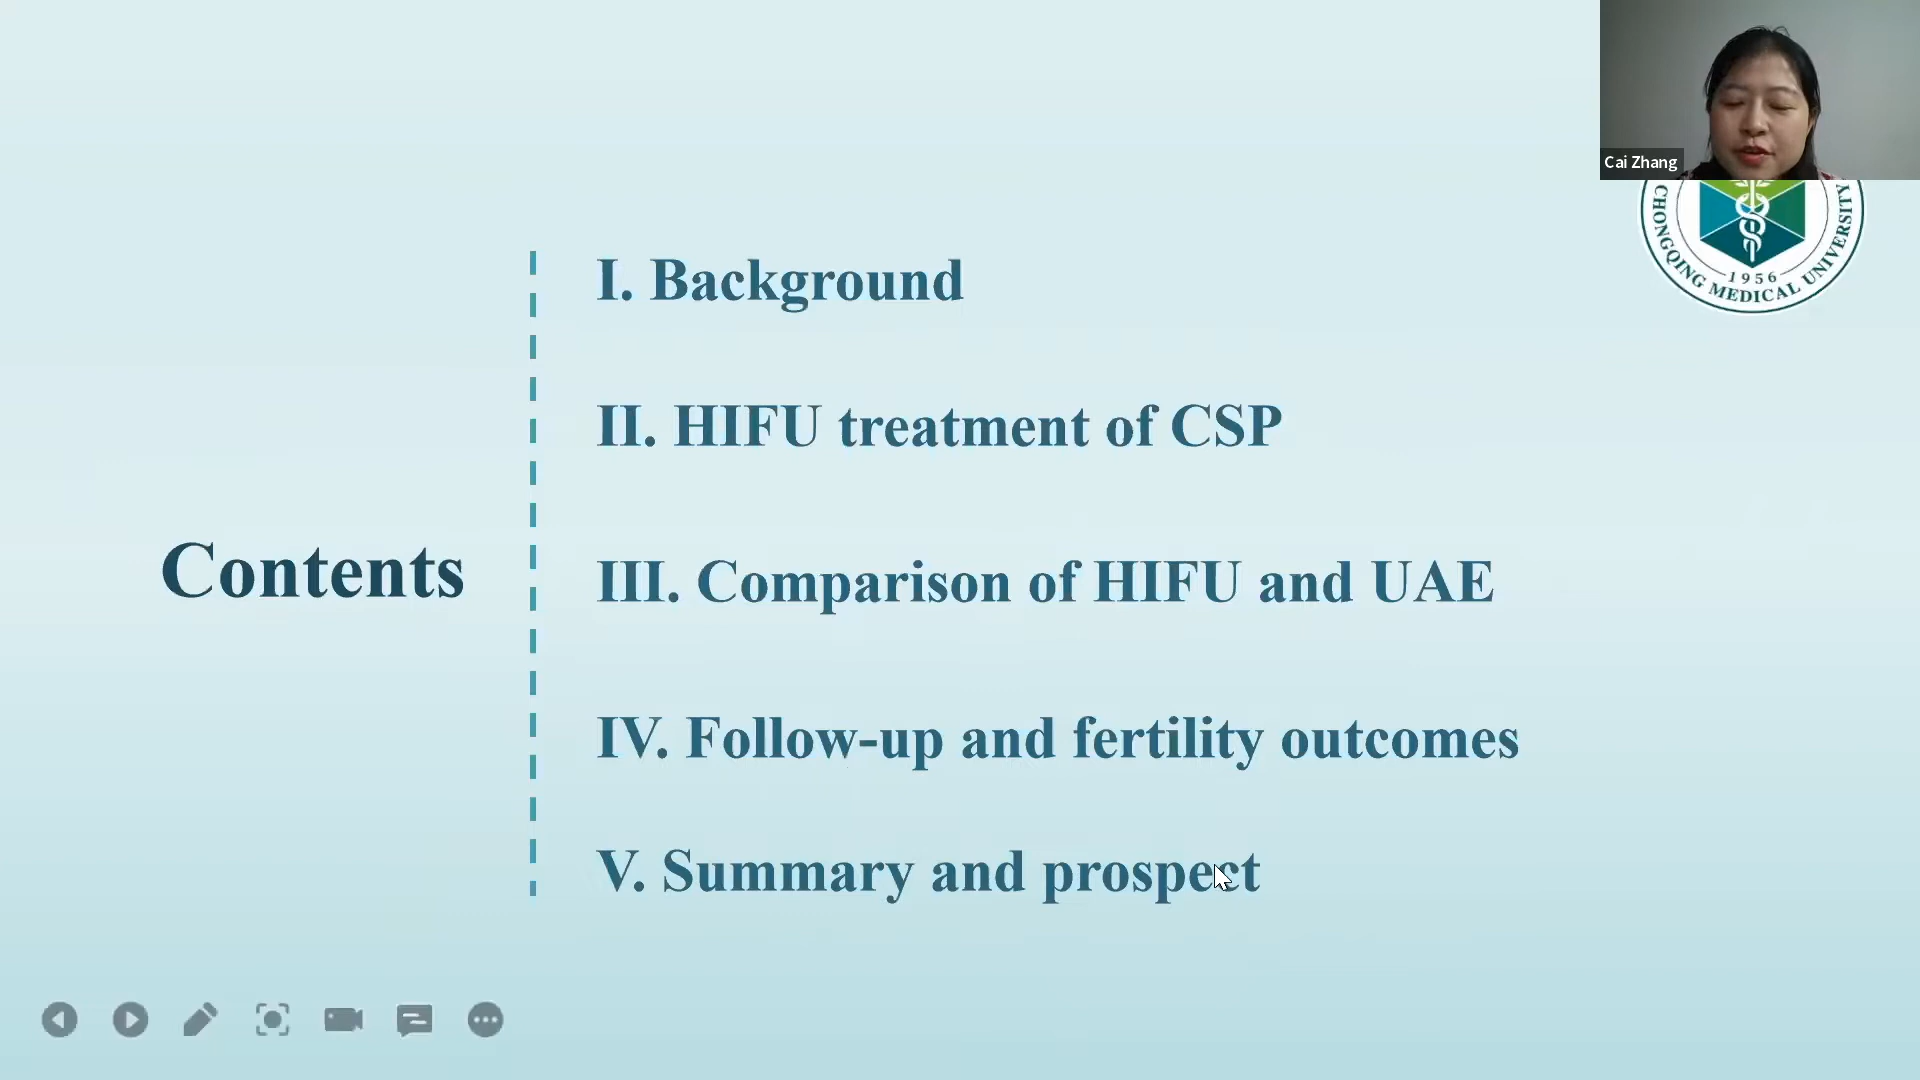 Cai Zhang
CHONGQING MEDICAL UNIVERSITY
1956
Contents
I. Background
II. HIFU treatment of CSP
III. Comparison of HIFU and UAE
IV. Follow-up and fertility outcomes
V. Summary and prospect